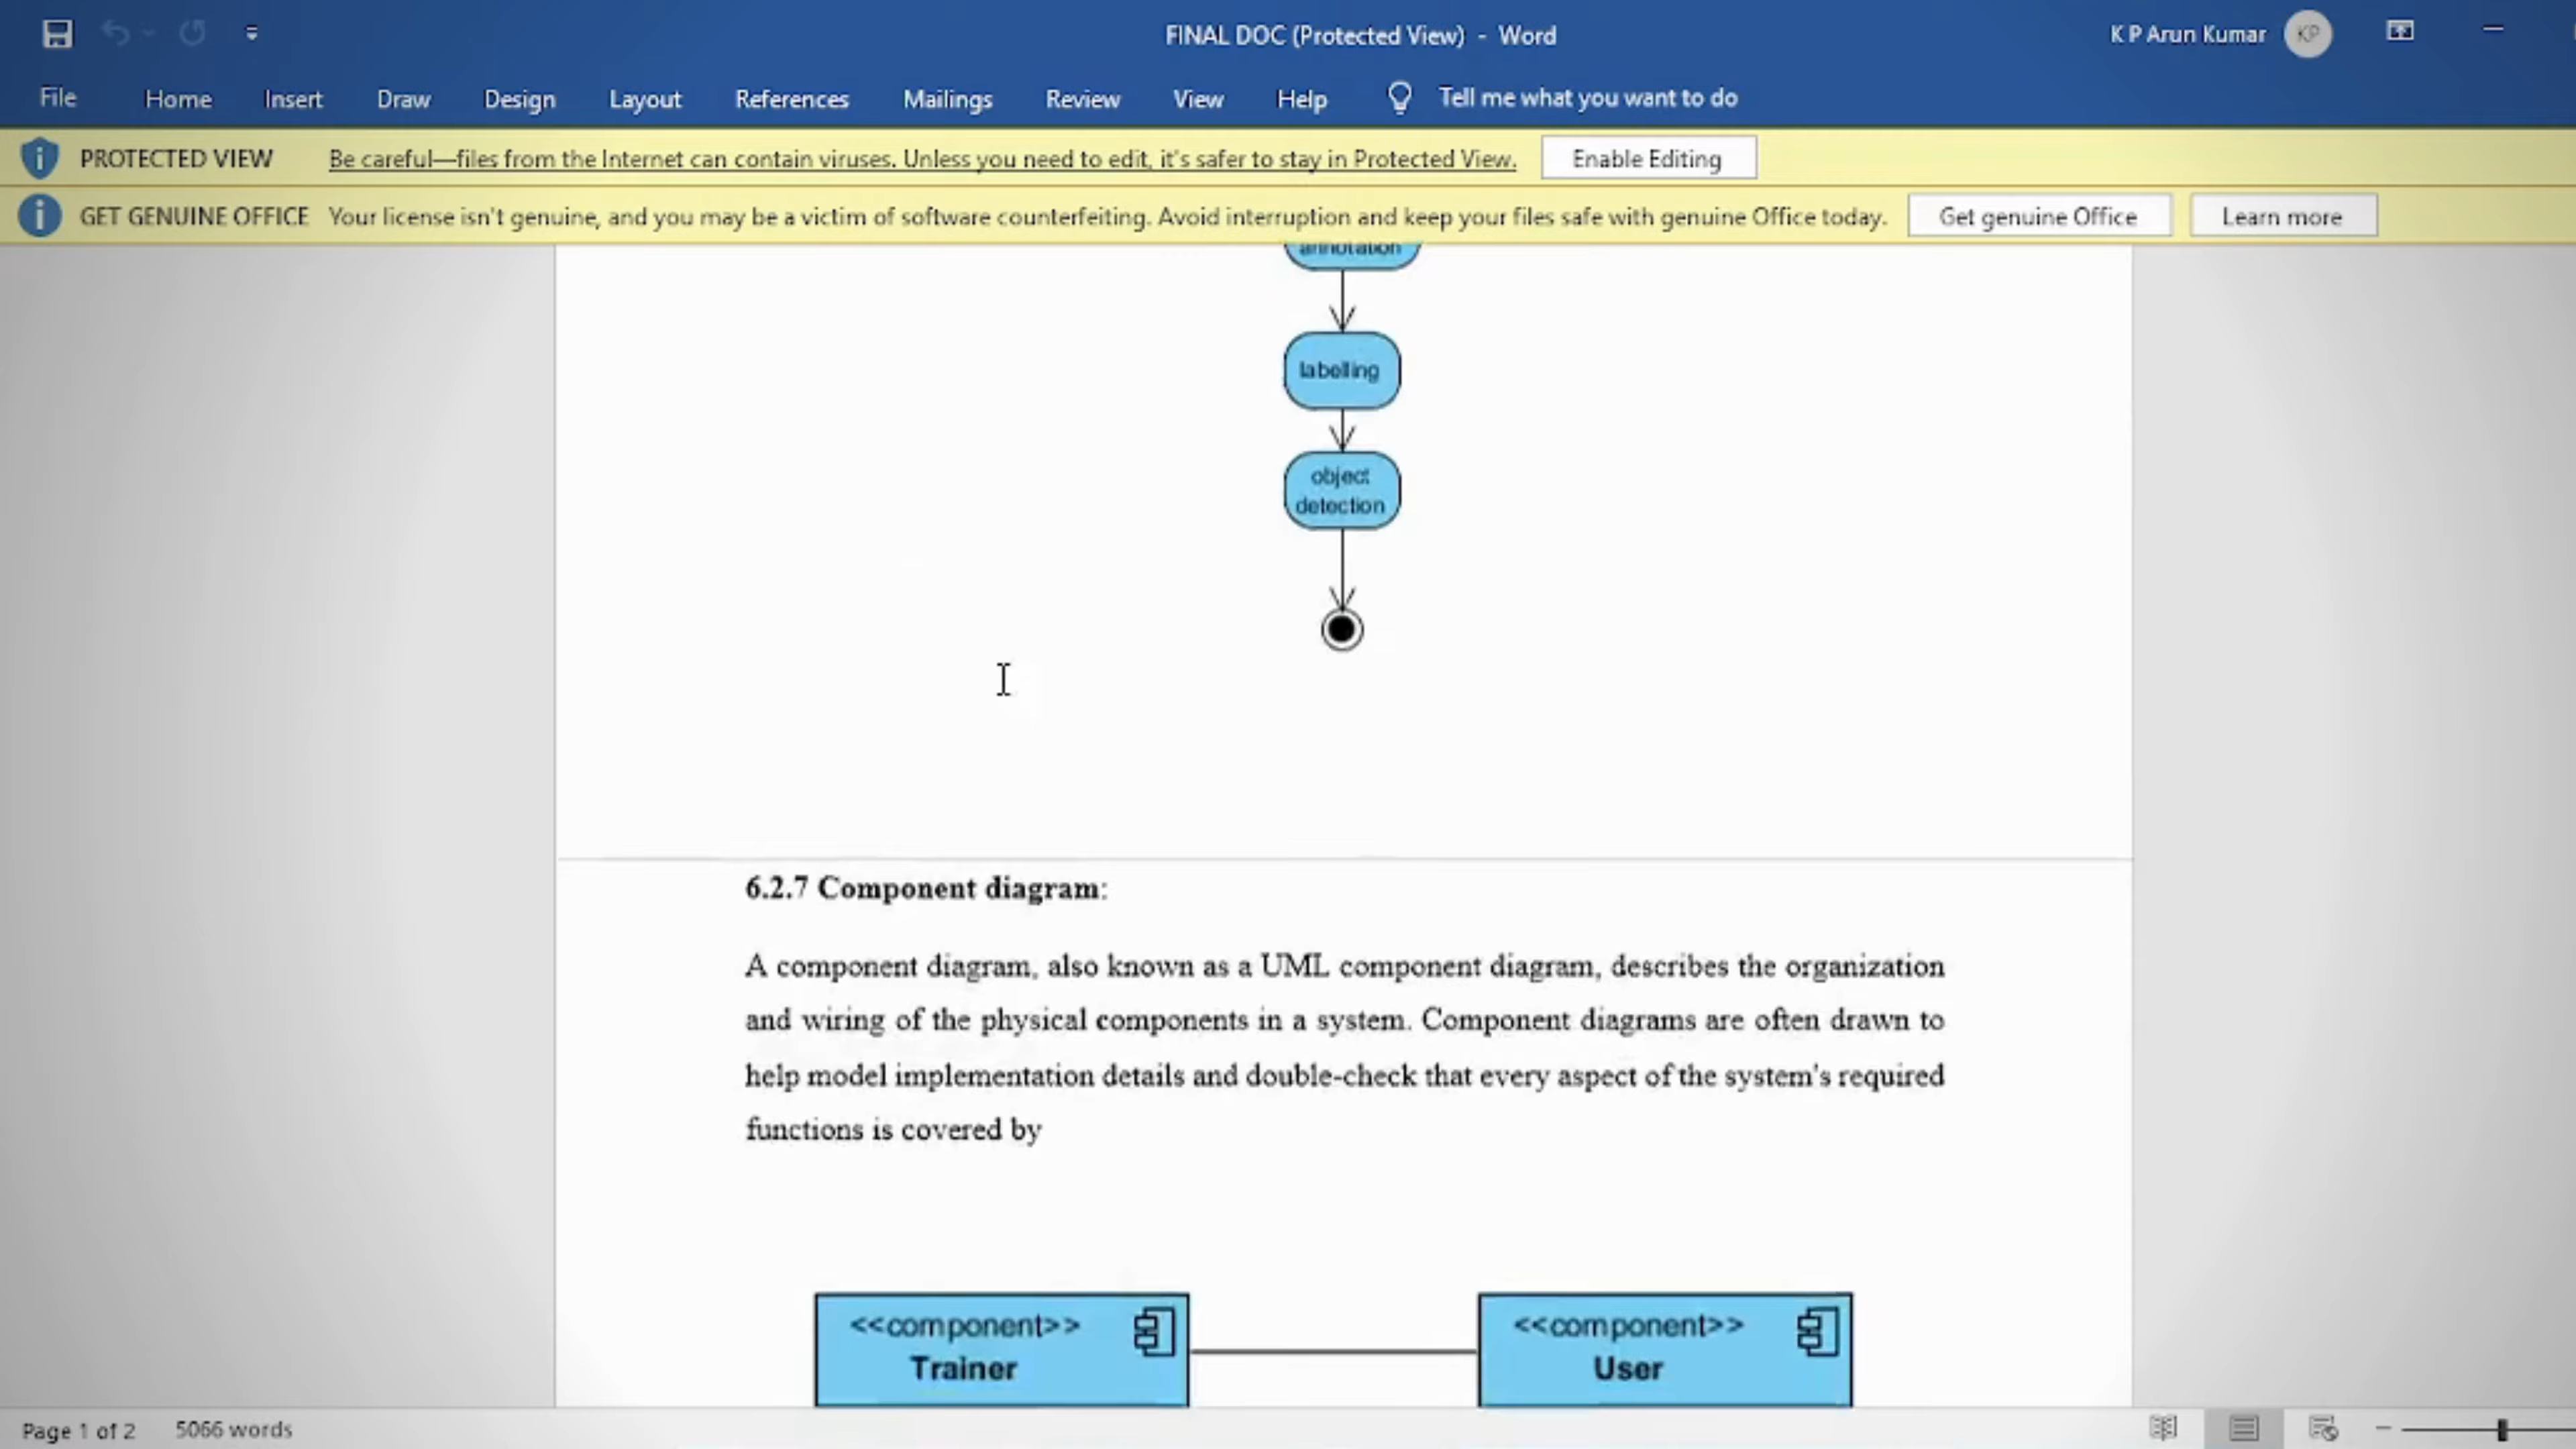 FINAL DOC (Protected View) - Word
K P Arun Kumar KP
File Home Insert Draw Design Layout References Mailings Review View Help Tell me what you want to do
PROTECTED VIEW Be careful—files from the Internet can contain viruses. Unless you need to edit, it's safer to stay in Protected View. Enable Editing
GET GENUINE OFFICE Your license isn't genuine, and you may be a victim of software counterfeiting. Avoid interruption and keep your files safe with genuine Office today. Get genuine Office Learn more
annotation
labelling
object
detection
6.2.7 Component diagram:
A component diagram, also known as a UML component diagram, describes the organization
and wiring of the physical components in a system. Component diagrams are often drawn to
help model implementation details and double-check that every aspect of the system's required
functions is covered by
<<component>>
Trainer
<<component>>
User
Page 1 of 2 5066 words